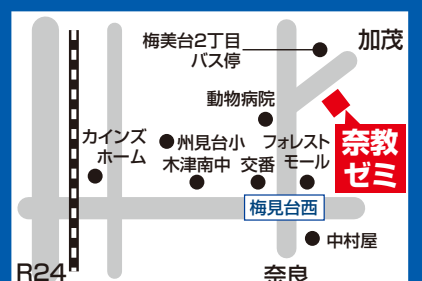 梅美台2丁目
バス停
加茂
動物病院
カインズ
ホーム
州見台小
フォレスト
モール
奈教
ゼミ
木津南中
交番
梅見台西
中村屋
R24
奈良